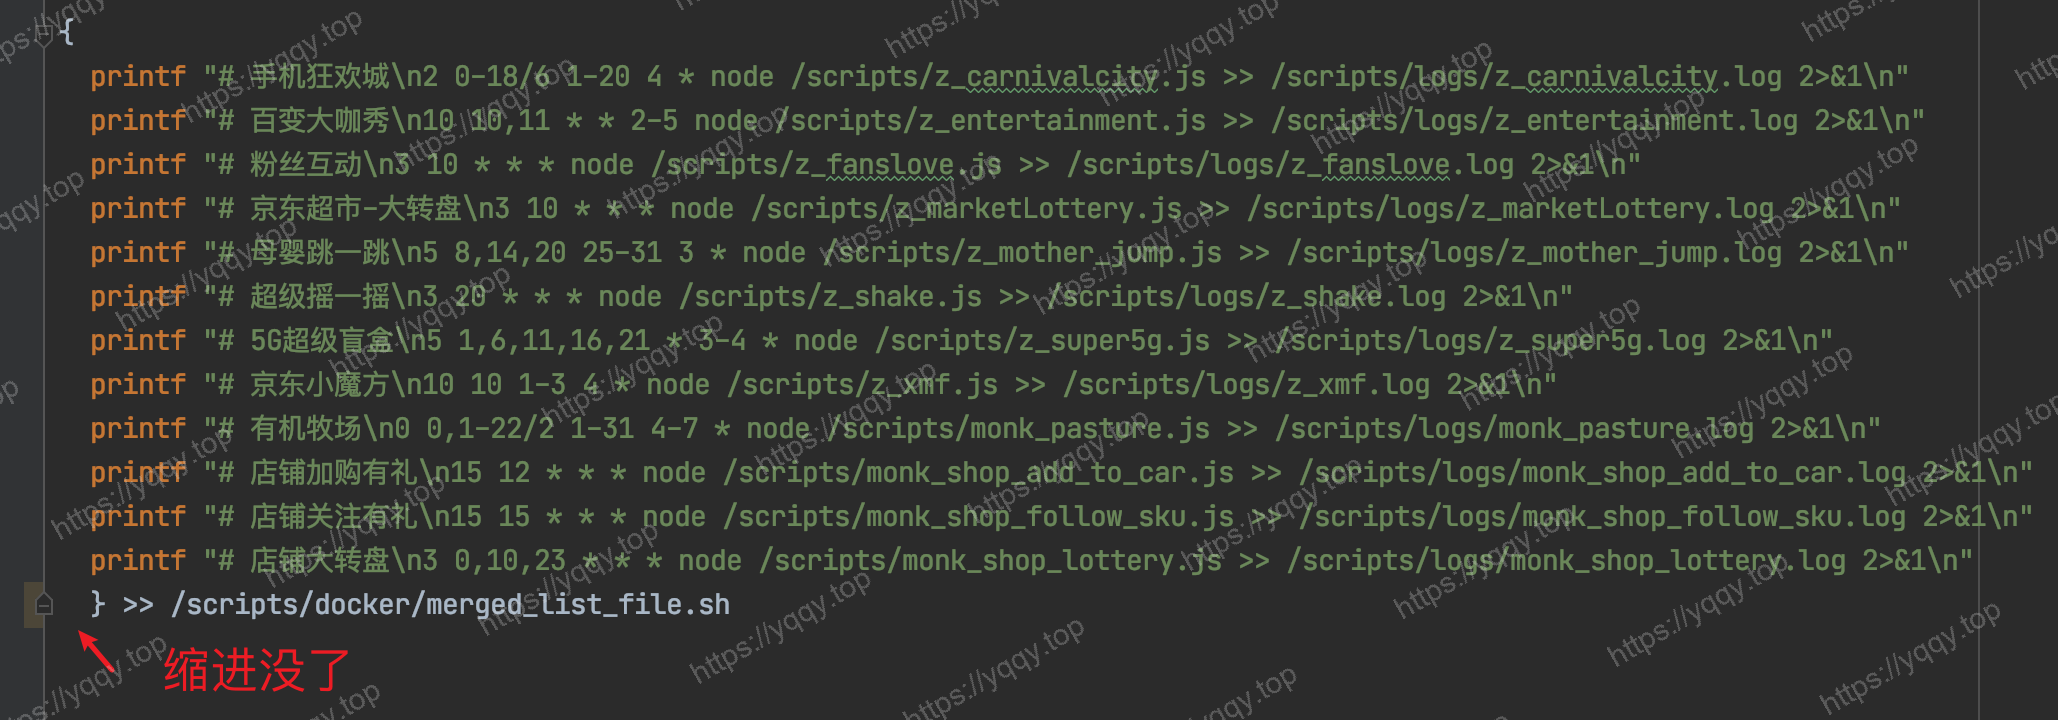 {
printf "# 手机狂欢城\n2 0-18/6 1-20 4 * node /scripts/z_carnivalcity.js >> /scripts/logs/z_carnivalcity.log 2>&1\n"
printf "# 百变大咖秀\n10 10,11 * * 2-5 node /scripts/z_entertainment.js >> /scripts/logs/z_entertainment.log 2>&1\n"
printf "# 粉丝互动\n3 10 * * * node /scripts/z_fanslove.js >> /scripts/logs/z_fanslove.log 2>&1\n"
printf "# 京东超市-大转盘\n3 10 * * * node /scripts/z_marketLottery.js >> /scripts/logs/z_marketLottery.log 2>&1\n"
printf "# 母婴跳一跳\n5 8,14,20 25-31 3 * node /scripts/z_mother_jump.js >> /scripts/logs/z_mother_jump.log 2>&1\n"
printf "# 超级摇一摇\n3 20 * * * node /scripts/z_shake.js >> /scripts/logs/z_shake.log 2>&1\n"
printf "# 5G超级盲盒\n5 1,6,11,16,21 * 3-4 * node /scripts/z_super5g.js >> /scripts/logs/z_super5g.log 2>&1\n"
printf "# 京东小魔方\n10 10 1-3 4 * node /scripts/z_xmf.js >> /scripts/logs/z_xmf.log 2>&1\n"
printf "# 有机牧场\n0 0,1-22/2 1-31 4-7 * node /scripts/monk_pasture.js >> /scripts/logs/monk_pasture.log 2>&1\n"
printf "# 店铺加购有礼\n15 12 * * * node /scripts/monk_shop_add_to_car.js >> /scripts/logs/monk_shop_add_to_car.log 2>&1\n"
printf "# 店铺关注有礼\n15 15 * * * node /scripts/monk_shop_follow_sku.js >> /scripts/logs/monk_shop_follow_sku.log 2>&1\n"
printf "# 店铺大转盘\n3 0,10,23 * * * node /scripts/monk_shop_lottery.js >> /scripts/logs/monk_shop_lottery.log 2>&1\n"
} >> /scripts/docker/merged_list_file.sh
缩进没了
https://yqqy.top